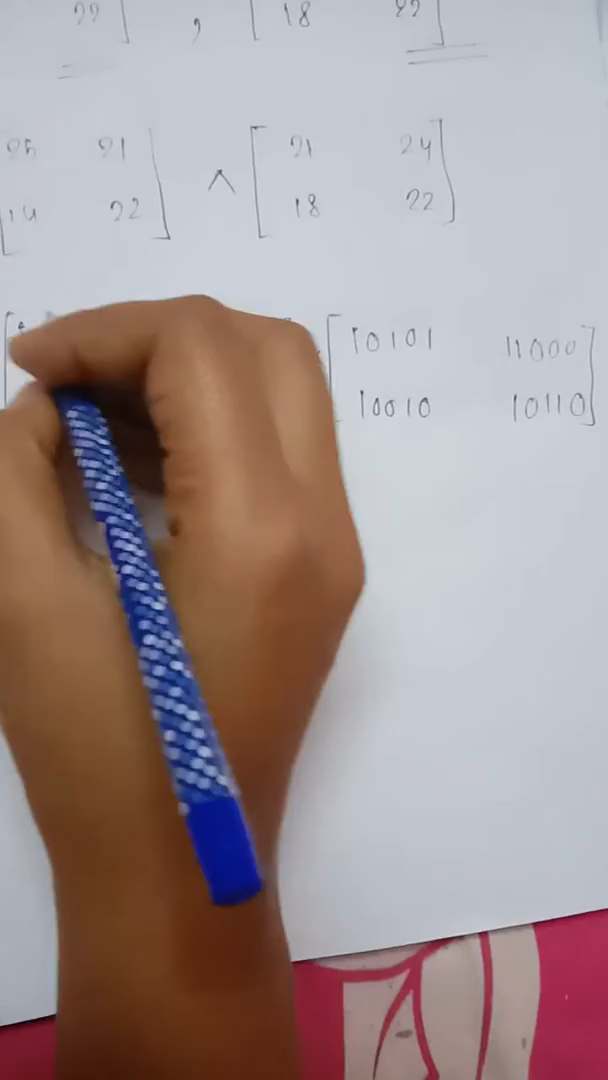 22 ] , [ 18 22 ]
25 21 ] ∧ [ 21 24 ]
[ 14 22 ] [ 18 22 ]
[ [ 10101 11000 ]
10010 10110 ]